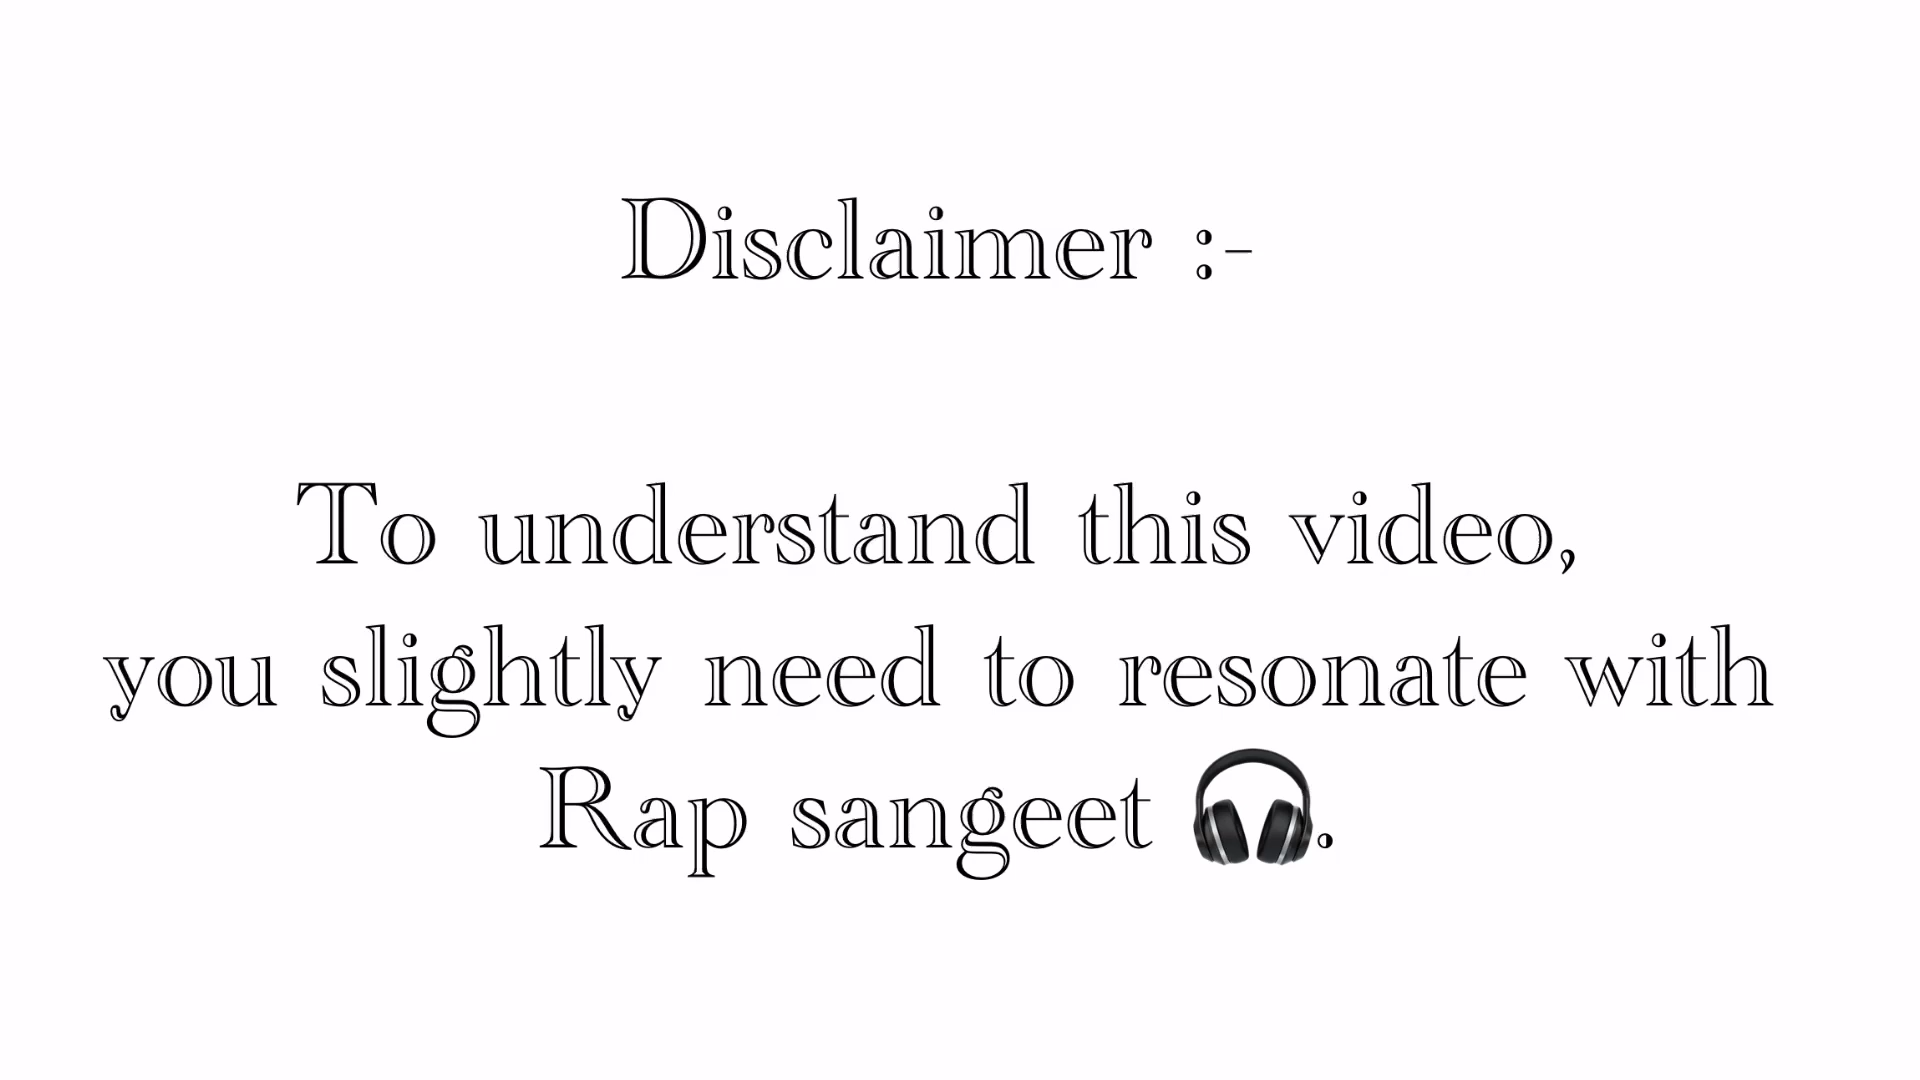 Disclaimer :-
To understand this video,
you slightly need to resonate with
Rap sangeet 🎧.